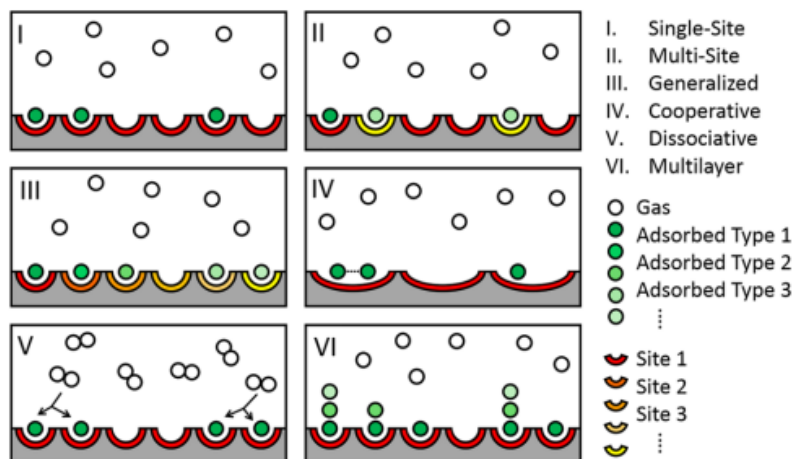 I
II
III
IV
V
VI
I. Single-Site
II. Multi-Site
III. Generalized
IV. Cooperative
V. Dissociative
VI. Multilayer
Gas
Adsorbed Type 1
Adsorbed Type 2
Adsorbed Type 3
Site 1
Site 2
Site 3